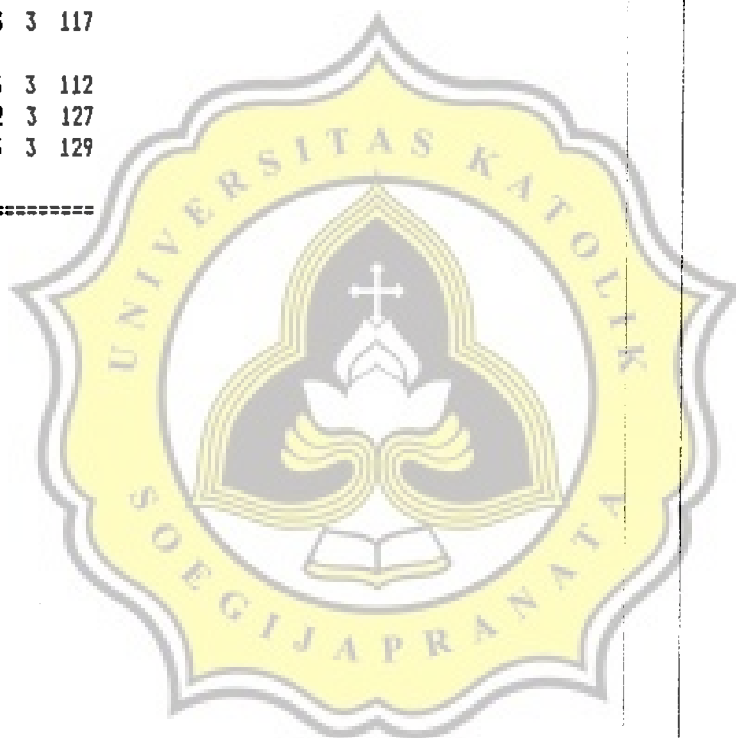 3 117
3 112
3 127
3 129
=========
UNIVERSITAS KATOLIK
SOEGIJAPRANATA